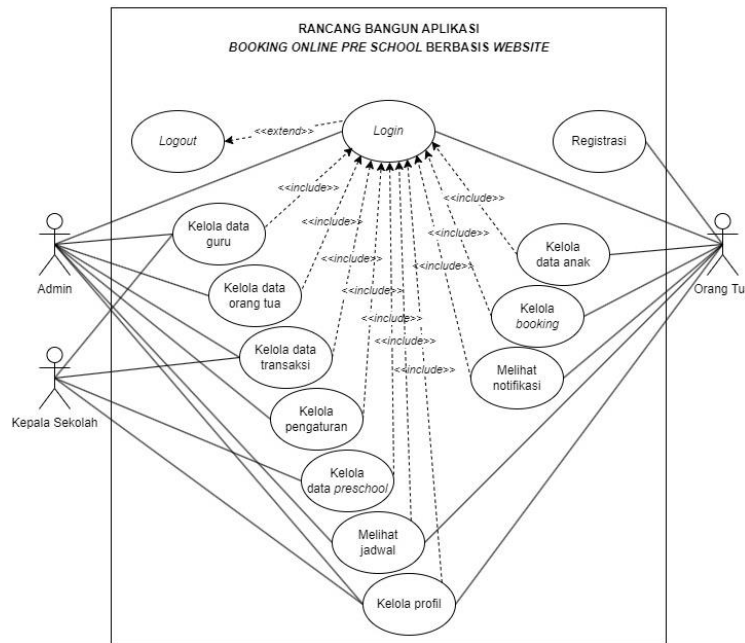 RANCANG BANGUN APLIKASI
BOOKING ONLINE PRE SCHOOL BERBASIS WEBSITE
Logout
<<extend>>
Login
Registrasi
<<include>>
<<include>>
<<include>>
<<include>>
<<include>>
<<include>>
<<include>>
<<include>>
<<include>>
<<include>>
Kelola data
guru
Kelola
data anak
Admin
Orang Tu
Kelola data
orang tua
Kelola
booking
Kelola data
transaksi
Melihat
notifikasi
Kepala Sekolah
Kelola
pengaturan
Kelola
data preschool
Melihat
jadwal
Kelola profil